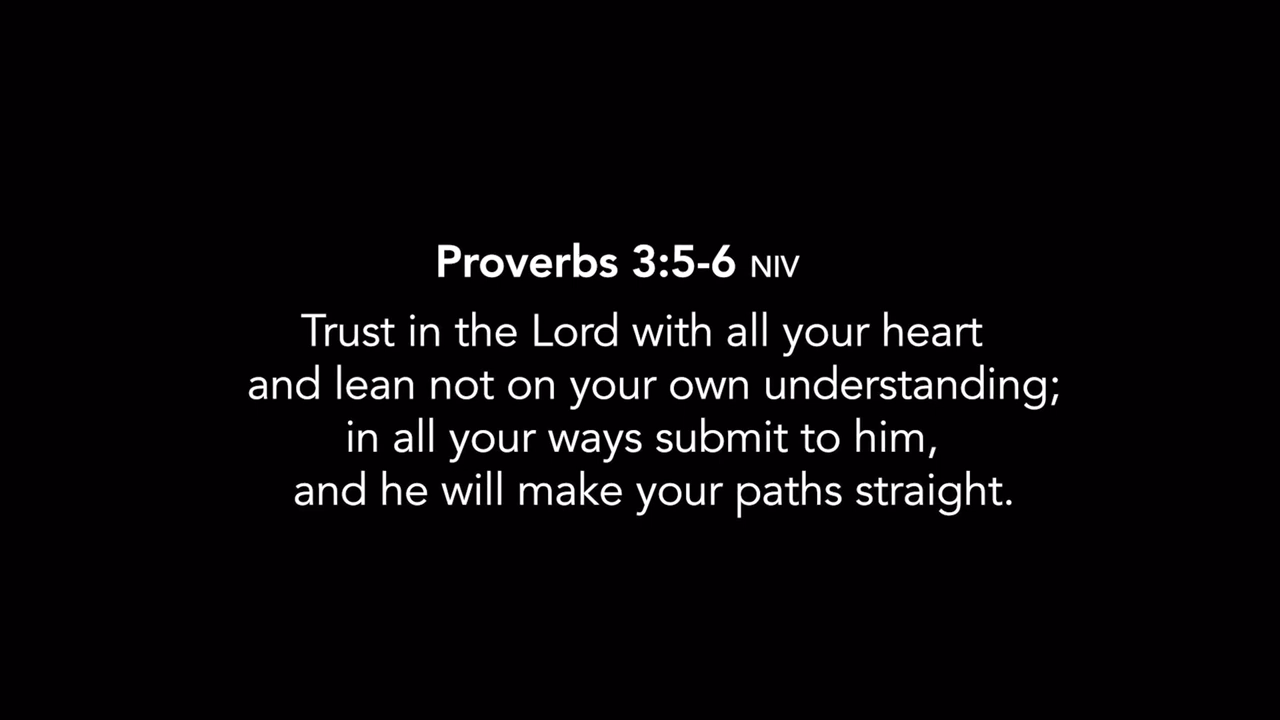 Proverbs 3:5-6 NIV
Trust in the Lord with all your heart
and lean not on your own understanding;
in all your ways submit to him,
and he will make your paths straight.